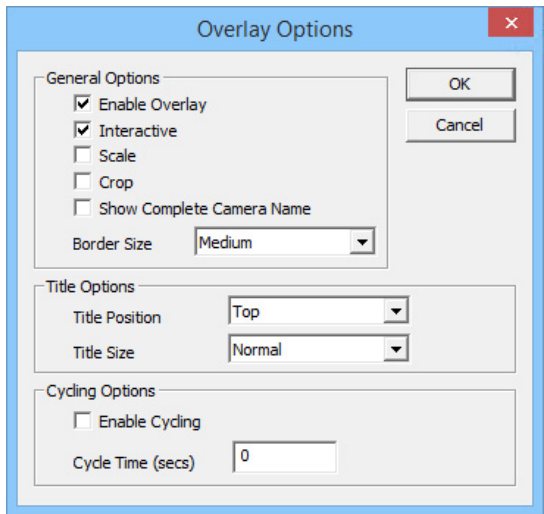 Overlay Options
General Options
Enable Overlay
Interactive
Scale
Crop
Show Complete Camera Name
Border Size Medium
OK
Cancel
Title Options
Title Position Top
Title Size Normal
Cycling Options
Enable Cycling
Cycle Time (secs) 0